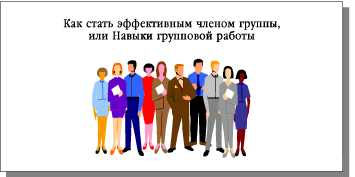 Как стать эффективным членом группы,
или Навыки групповой работы